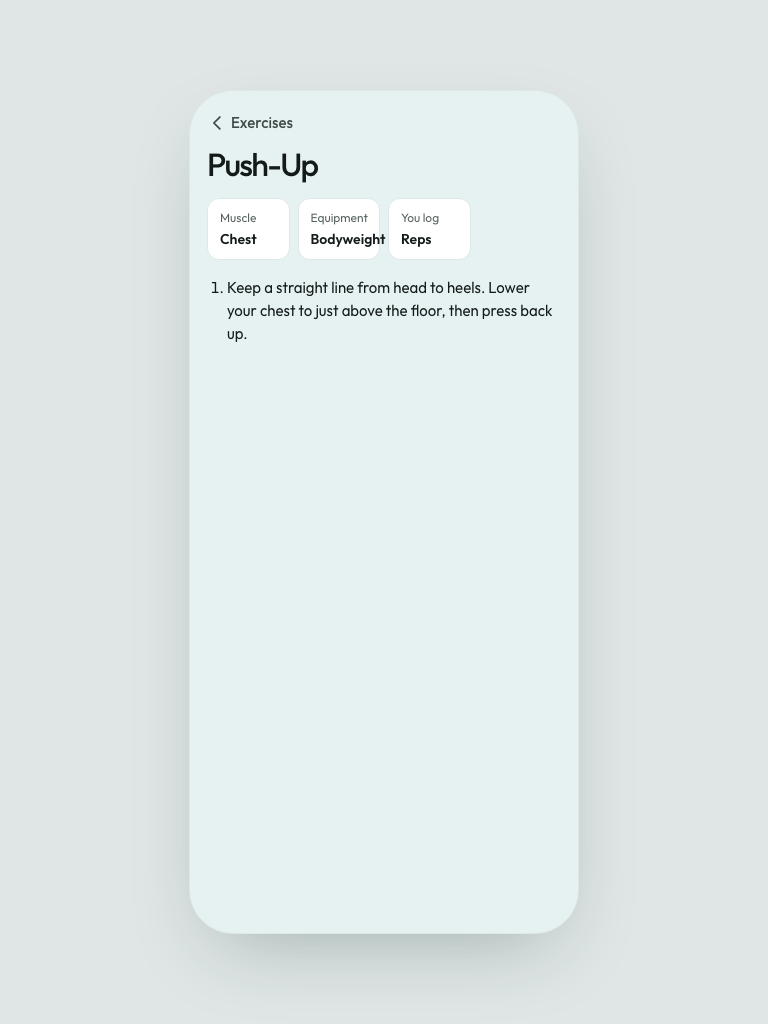 Exercises
Push-Up
Muscle
Chest
Equipment
Bodyweight
You log
Reps
1. Keep a straight line from head to heels. Lower
your chest to just above the floor, then press back
up.